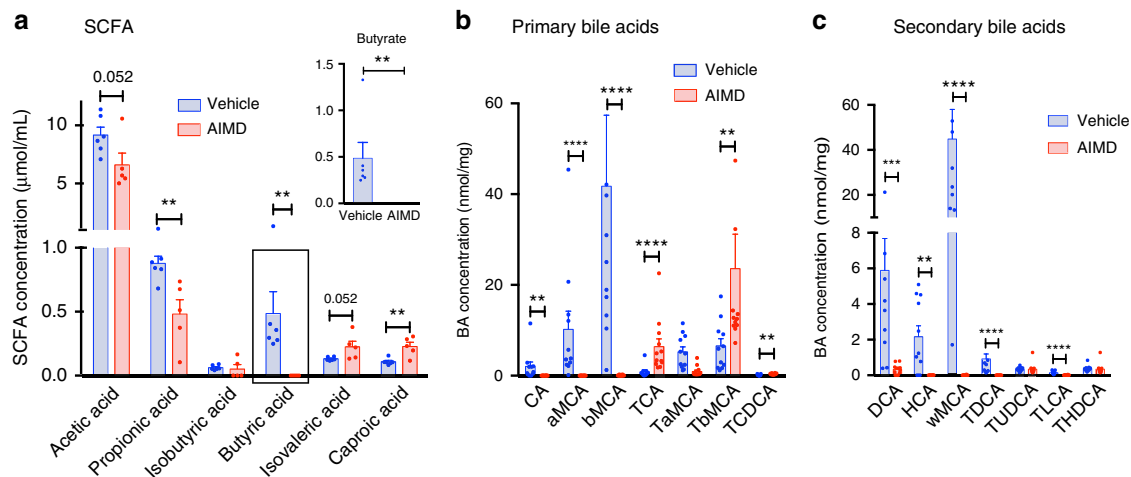 a SCFA
SCFA concentration (μmol/mL)
10
5
1.0
0.5
0.0
0.052
**
**
0.052
**
Vehicle
AIMD
Butyrate
**
1.5
1.0
0.5
0.0
Vehicle AIMD
Acetic acid
Propionic acid
Isobutyric acid
Butyric acid
Isovaleric acid
Caproic acid
b Primary bile acids
BA concentration (nmol/mg)
60
40
20
0
Vehicle
AIMD
**
****
****
****
**
**
CA
aMCA
bMCA
TCA
TaMCA
TbMCA
TCDCA
c Secondary bile acids
BA concentration (nmol/mg)
60
40
20
8
6
4
2
0
Vehicle
AIMD
***
**
****
****
****
DCA
HCA
wMCA
TDCA
TUDCA
TLCA
THDCA